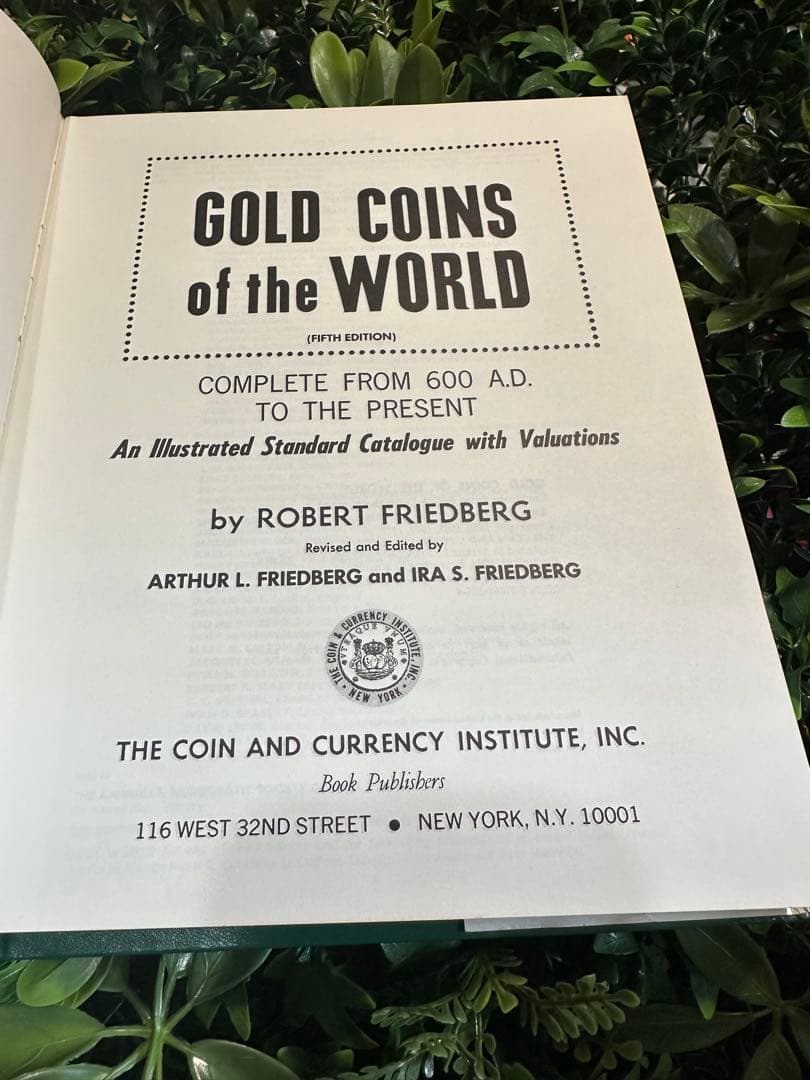 GOLD COINS
of the WORLD
(FIFTH EDITION)
COMPLETE FROM 600 A.D.
TO THE PRESENT
An Illustrated Standard Catalogue with Valuations
by ROBERT FRIEDBERG
Revised and Edited by
ARTHUR L. FRIEDBERG and IRA S. FRIEDBERG
THE COIN & CURRENCY INSTITUTE, INC.
VTRAQUE VNUM
NEW YORK
THE COIN AND CURRENCY INSTITUTE, INC.
Book Publishers
116 WEST 32ND STREET ● NEW YORK, N.Y. 10001